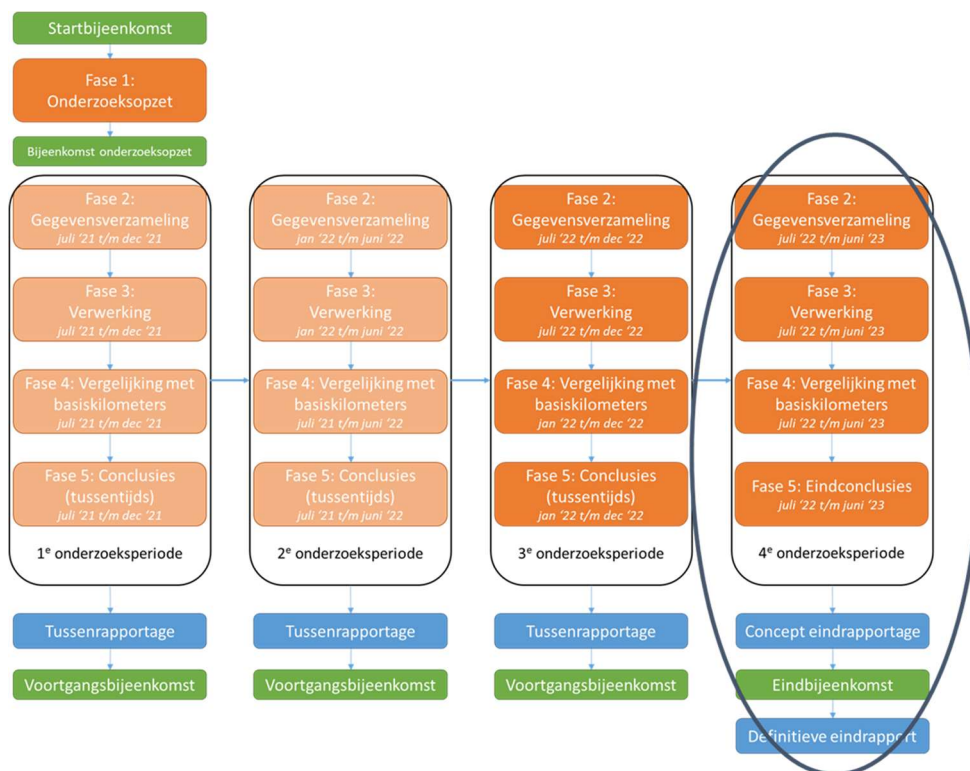 Startbijeenkomst
Fase 1:
Onderzoeksopzet
Bijeenkomst onderzoeksopzet
Fase 2:
Gegevensverzameling
juli ‘21 t/m dec ‘21
Fase 3:
Verwerking
juli ‘21 t/m dec ‘21
Fase 4: Vergelijking met
basiskilometers
juli ‘21 t/m dec ‘21
Fase 5: Conclusies
(tussentijds)
juli ‘21 t/m dec ‘21
1e onderzoeksperiode
Tussenrapportage
Voortgangsbijeenkomst
Fase 2:
Gegevensverzameling
jan ‘22 t/m juni ‘22
Fase 3:
Verwerking
jan ‘22 t/m juni ‘22
Fase 4: Vergelijking met
basiskilometers
juli ‘21 t/m juni ‘22
Fase 5: Conclusies
(tussentijds)
juli ‘21 t/m juni ‘22
2e onderzoeksperiode
Tussenrapportage
Voortgangsbijeenkomst
Fase 2:
Gegevensverzameling
juli ‘22 t/m dec ‘22
Fase 3:
Verwerking
juli ‘22 t/m dec ‘22
Fase 4: Vergelijking met
basiskilometers
jan ‘22 t/m dec ‘22
Fase 5: Conclusies
(tussentijds)
jan ‘22 t/m dec ‘22
3e onderzoeksperiode
Tussenrapportage
Voortgangsbijeenkomst
Fase 2:
Gegevensverzameling
juli ‘22 t/m juni ‘23
Fase 3:
Verwerking
juli ‘22 t/m juni ‘23
Fase 4: Vergelijking met
basiskilometers
juli ‘22 t/m juni ‘23
Fase 5: Eindconclusies
juli ‘22 t/m juni ‘23
4e onderzoeksperiode
Concept eindrapportage
Eindbijeenkomst
Definitieve eindrapport